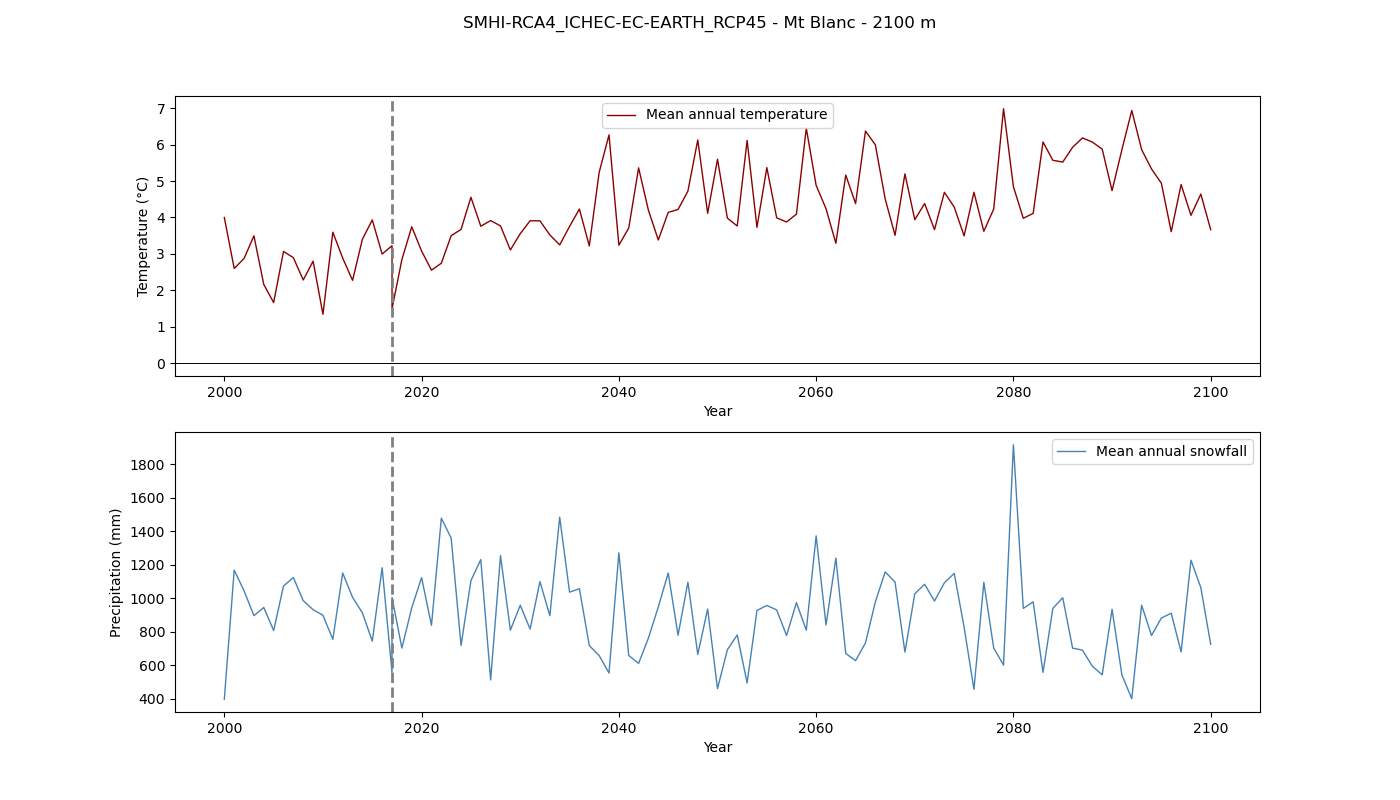 SMHI-RCA4_ICHEC-EC-EARTH_RCP45 - Mt Blanc - 2100 m
Mean annual temperature
Temperature (°C)
7
6
5
4
3
2
1
0
2000 2020 2040 2060 2080 2100
Year
Mean annual snowfall
Precipitation (mm)
1800
1600
1400
1200
1000
800
600
400
2000 2020 2040 2060 2080 2100
Year